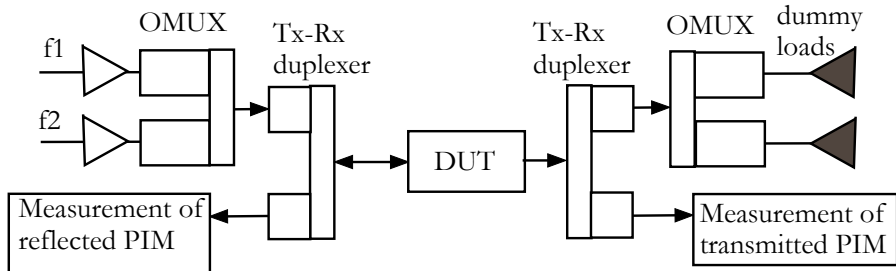 OMUX
f1
f2
Tx-Rx
duplexer
Measurement of
reflected PIM
DUT
Tx-Rx
duplexer
OMUX
dummy
loads
Measurement of
transmitted PIM